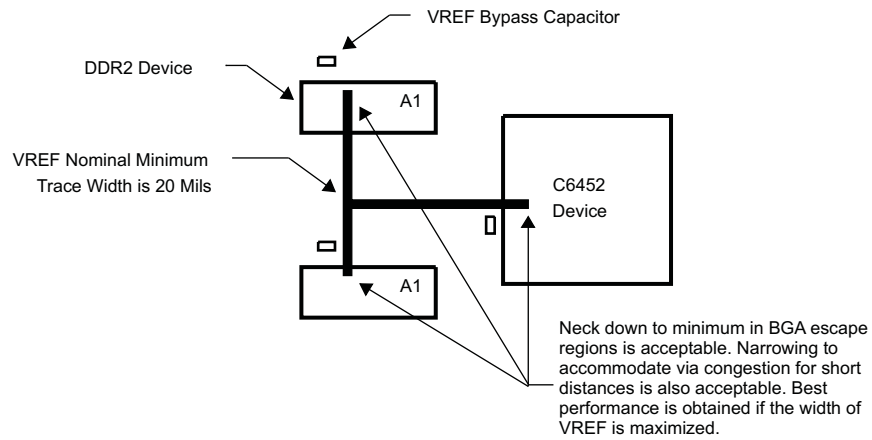 VREF Bypass Capacitor
DDR2 Device
A1
VREF Nominal Minimum
Trace Width is 20 Mils
C6452
Device
A1
Neck down to minimum in BGA escape
regions is acceptable. Narrowing to
accommodate via congestion for short
distances is also acceptable. Best
performance is obtained if the width of
VREF is maximized.